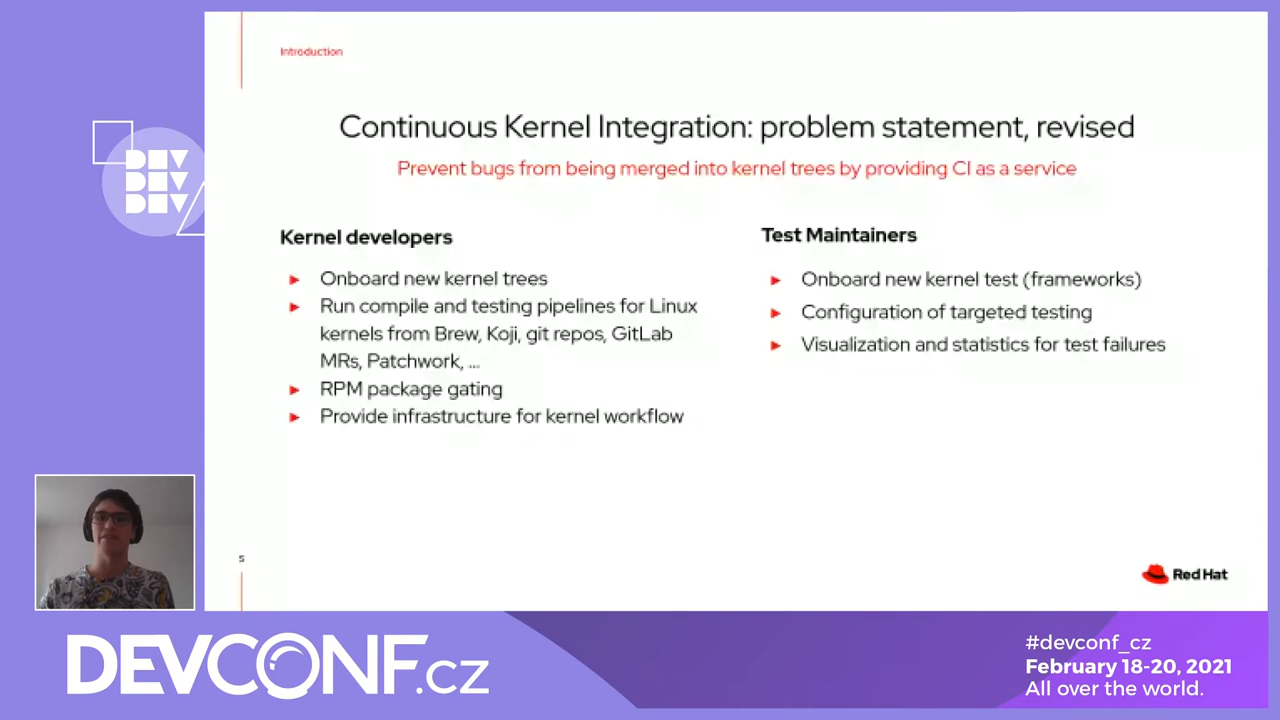 Introduction
Continuous Kernel Integration: problem statement, revised
Prevent bugs from being merged into kernel trees by providing CI as a service
Kernel developers
► Onboard new kernel trees
► Run compile and testing pipelines for Linux
kernels from Brew, Koji, git repos, GitLab
MRs, Patchwork, ...
► RPM package gating
► Provide infrastructure for kernel workflow
Test Maintainers
► Onboard new kernel test (frameworks)
► Configuration of targeted testing
► Visualization and statistics for test failures
5
Red Hat
DEV
DEV
DEV
DEVCONF.cz
#devconf_cz
February 18-20, 2021
All over the world.